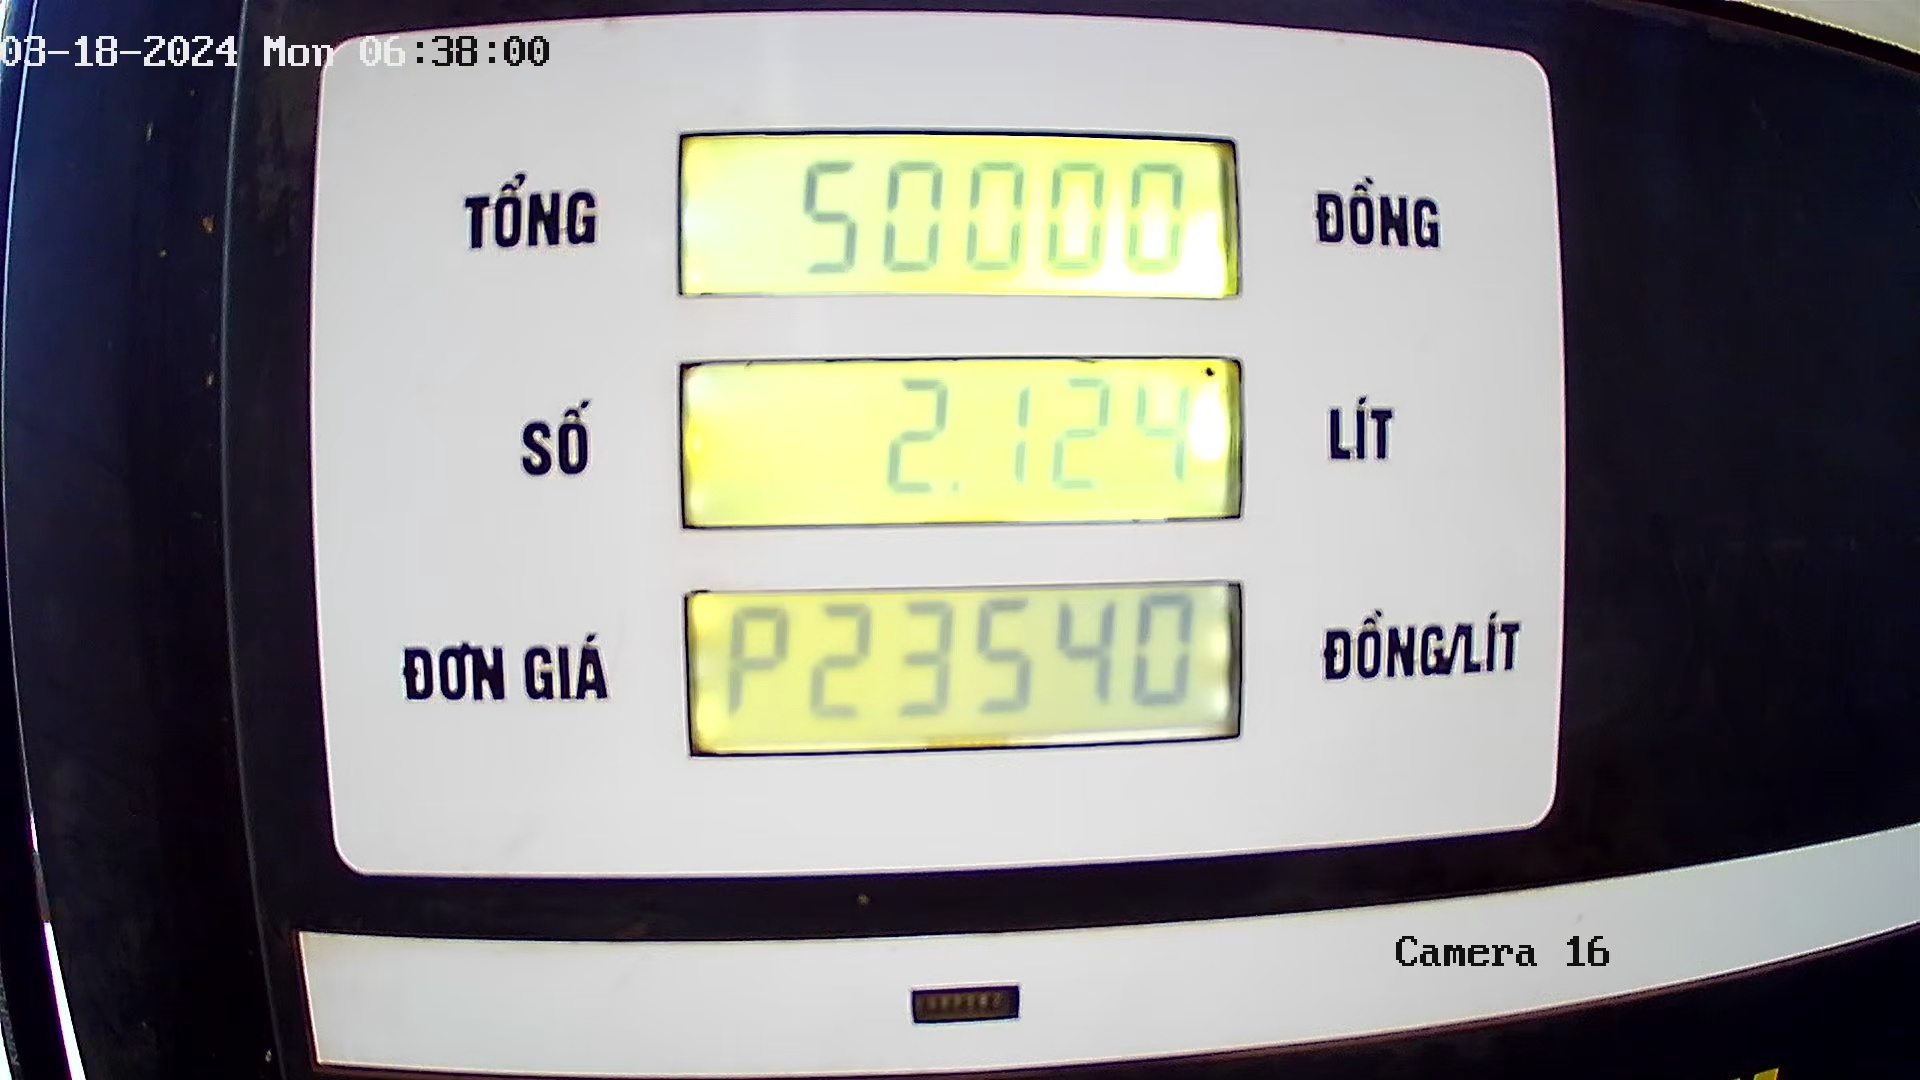 03-18-2024 Mon 06:38:00
TỔNG 50000 ĐỒNG
SỐ 2.124 LÍT
ĐƠN GIÁ P23540 ĐỒNG/LÍT
Camera 16